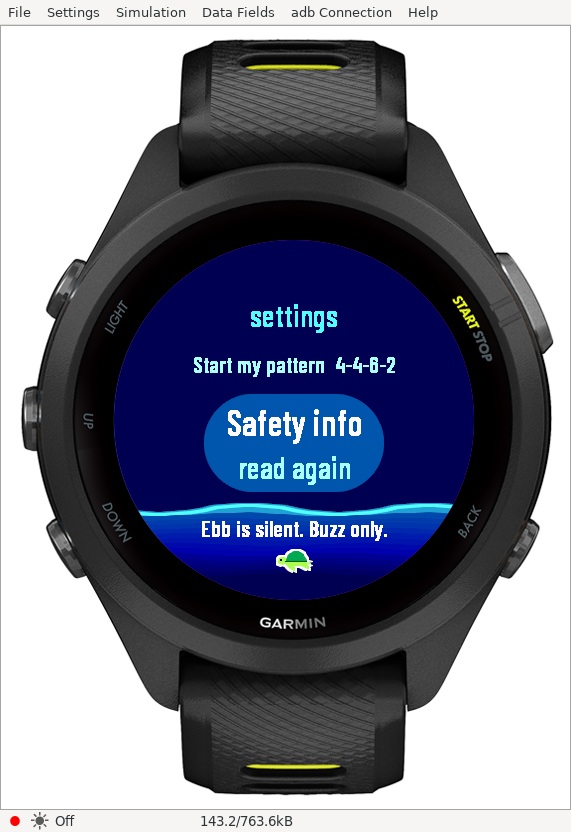 File Settings Simulation Data Fields adb Connection Help
LIGHT
START STOP
UP
DOWN
BACK
settings
Start my pattern 4-4-6-2
Safety info
read again
Ebb is silent. Buzz only.
GARMIN
Off 143.2/763.6kB